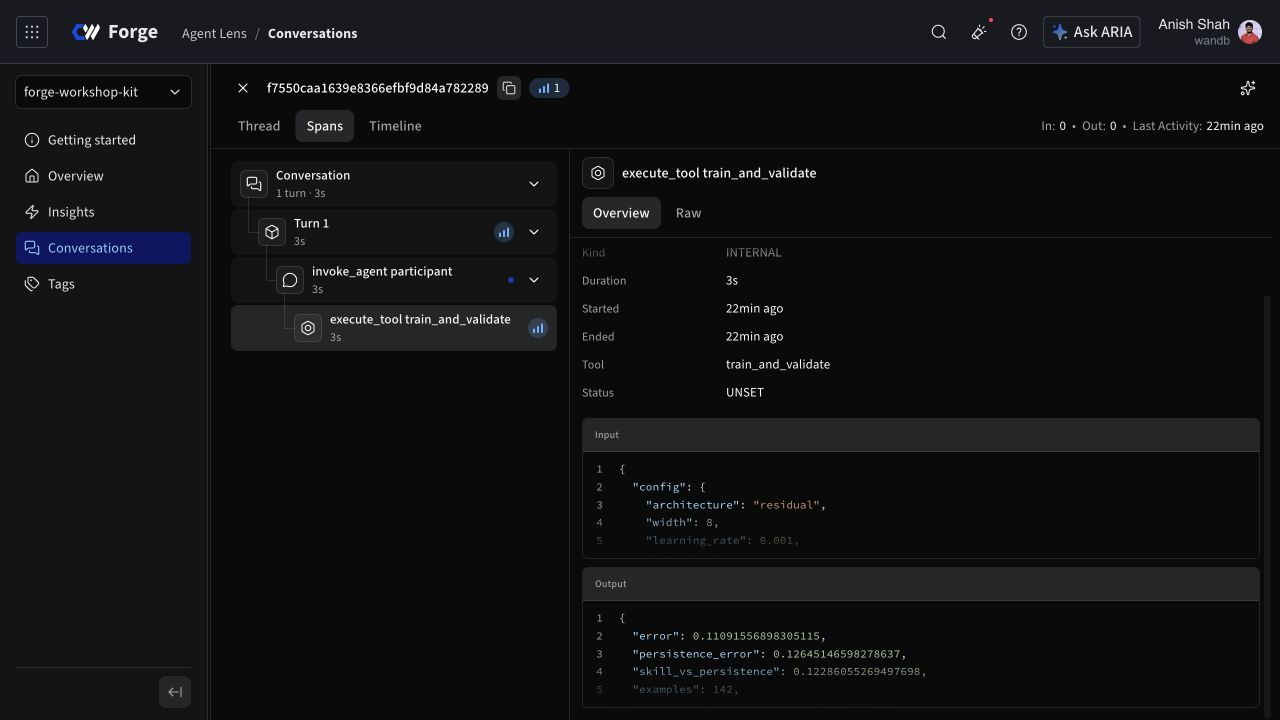 Forge
Agent Lens / Conversations
Ask ARIA
Anish Shah
wandb
forge-workshop-kit
Getting started
Overview
Insights
Conversations
Tags
f7550caa1639e8366efbf9d84a782289
1
Thread
Spans
Timeline
In: 0 • Out: 0 • Last Activity: 22min ago
Conversation
1 turn · 3s
Turn 1
3s
invoke_agent participant
3s
execute_tool train_and_validate
3s
execute_tool train_and_validate
Overview
Raw
Kind INTERNAL
Duration 3s
Started 22min ago
Ended 22min ago
Tool train_and_validate
Status UNSET
Input
1 {
2 "config": {
3 "architecture": "residual",
4 "width": 8,
5 "learning_rate": 0.001,
Output
1 {
2 "error": 0.11091556898305115,
3 "persistence_error": 0.12645146598278637,
4 "skill_vs_persistence": 0.12286055269497698,
5 "examples": 142,